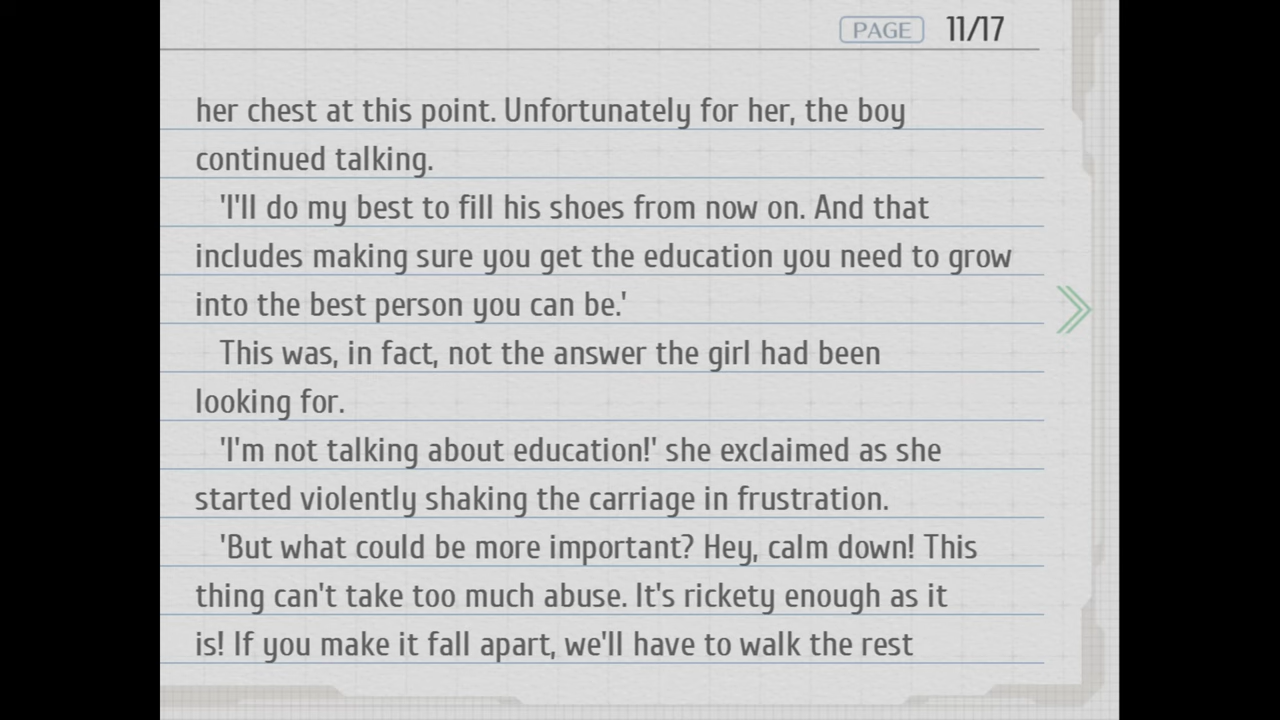 PAGE 11/17
her chest at this point. Unfortunately for her, the boy
continued talking.
'I'll do my best to fill his shoes from now on. And that
includes making sure you get the education you need to grow
into the best person you can be.'
This was, in fact, not the answer the girl had been
looking for.
'I'm not talking about education!' she exclaimed as she
started violently shaking the carriage in frustration.
'But what could be more important? Hey, calm down! This
thing can't take too much abuse. It's rickety enough as it
is! If you make it fall apart, we'll have to walk the rest